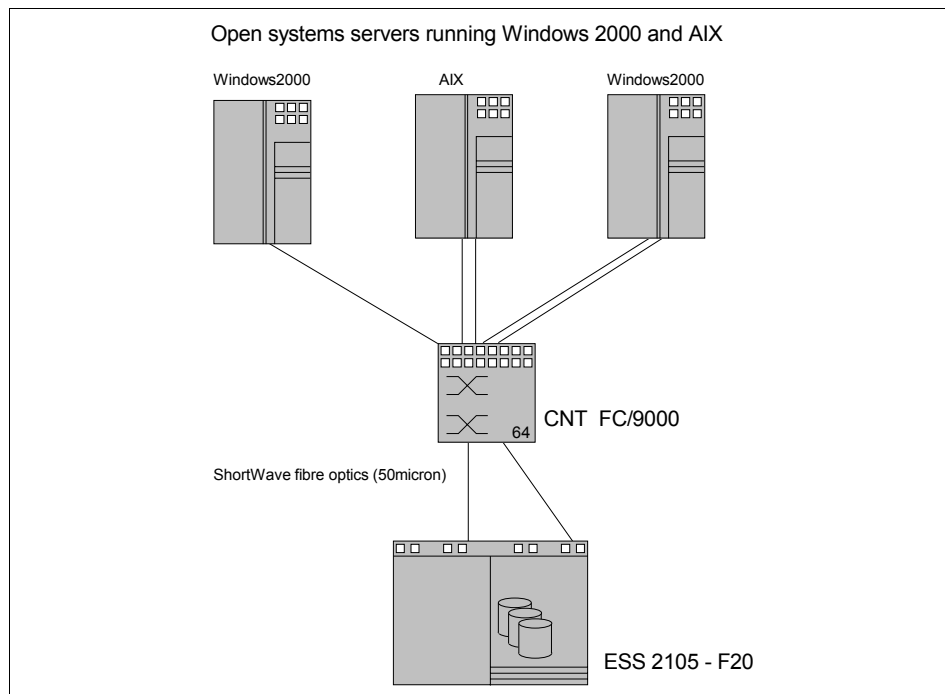 Open systems servers running Windows 2000 and AIX
Windows2000
AIX
Windows2000
CNT FC/9000
64
ShortWave fibre optics (50micron)
ESS 2105 - F20